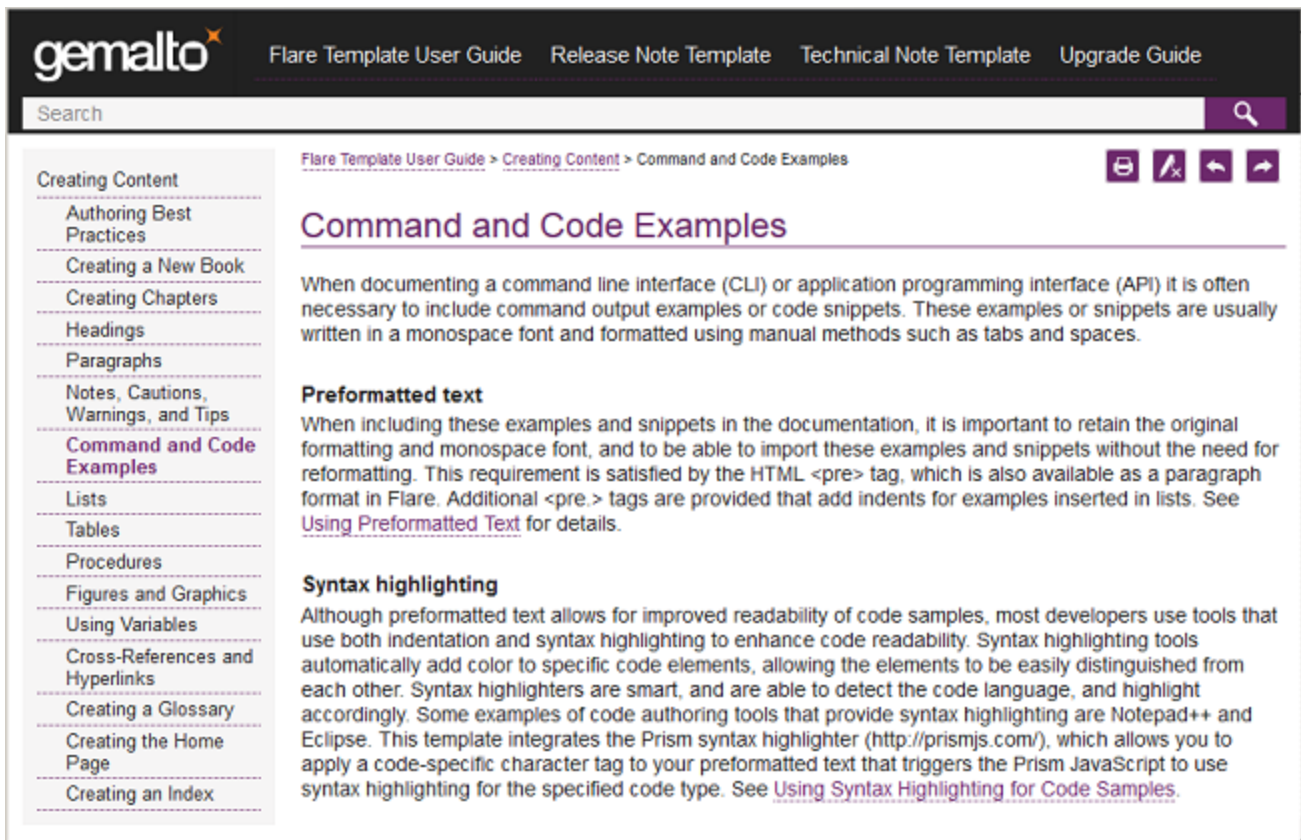 gemalto
Flare Template User Guide Release Note Template Technical Note Template Upgrade Guide
Search
Creating Content
Authoring Best
Practices
Creating a New Book
Creating Chapters
Headings
Paragraphs
Notes, Cautions,
Warnings, and Tips
Command and Code
Examples
Lists
Tables
Procedures
Figures and Graphics
Using Variables
Cross-References and
Hyperlinks
Creating a Glossary
Creating the Home
Page
Creating an Index
Flare Template User Guide > Creating Content > Command and Code Examples
Command and Code Examples
When documenting a command line interface (CLI) or application programming interface (API) it is often
necessary to include command output examples or code snippets. These examples or snippets are usually
written in a monospace font and formatted using manual methods such as tabs and spaces.
Preformatted text
When including these examples and snippets in the documentation, it is important to retain the original
formatting and monospace font, and to be able to import these examples and snippets without the need for
reformatting. This requirement is satisfied by the HTML <pre> tag, which is also available as a paragraph
format in Flare. Additional <pre.> tags are provided that add indents for examples inserted in lists. See
Using Preformatted Text for details.
Syntax highlighting
Although preformatted text allows for improved readability of code samples, most developers use tools that
use both indentation and syntax highlighting to enhance code readability. Syntax highlighting tools
automatically add color to specific code elements, allowing the elements to be easily distinguished from
each other. Syntax highlighters are smart, and are able to detect the code language, and highlight
accordingly. Some examples of code authoring tools that provide syntax highlighting are Notepad++ and
Eclipse. This template integrates the Prism syntax highlighter (http://prismjs.com/), which allows you to
apply a code-specific character tag to your preformatted text that triggers the Prism JavaScript to use
syntax highlighting for the specified code type. See Using Syntax Highlighting for Code Samples.